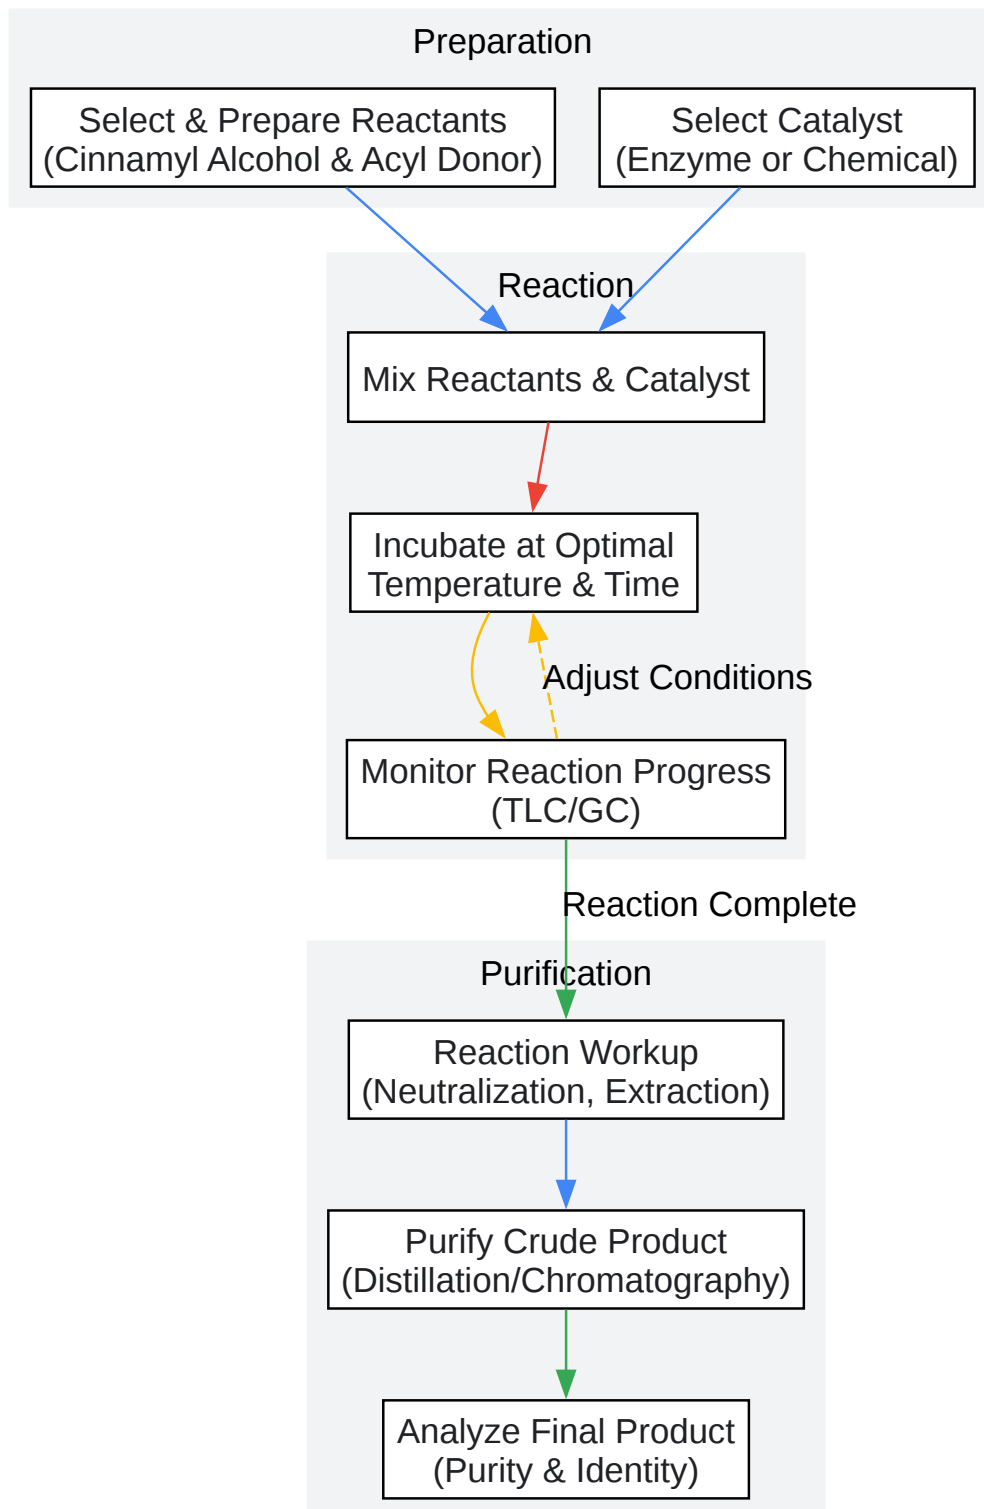 Preparation
Select & Prepare Reactants
(Cinnamyl Alcohol & Acyl Donor)
Select Catalyst
(Enzyme or Chemical)
Reaction
Mix Reactants & Catalyst
Incubate at Optimal
Temperature & Time
Adjust Conditions
Monitor Reaction Progress
(TLC/GC)
Reaction Complete
Purification
Reaction Workup
(Neutralization, Extraction)
Purify Crude Product
(Distillation/Chromatography)
Analyze Final Product
(Purity & Identity)